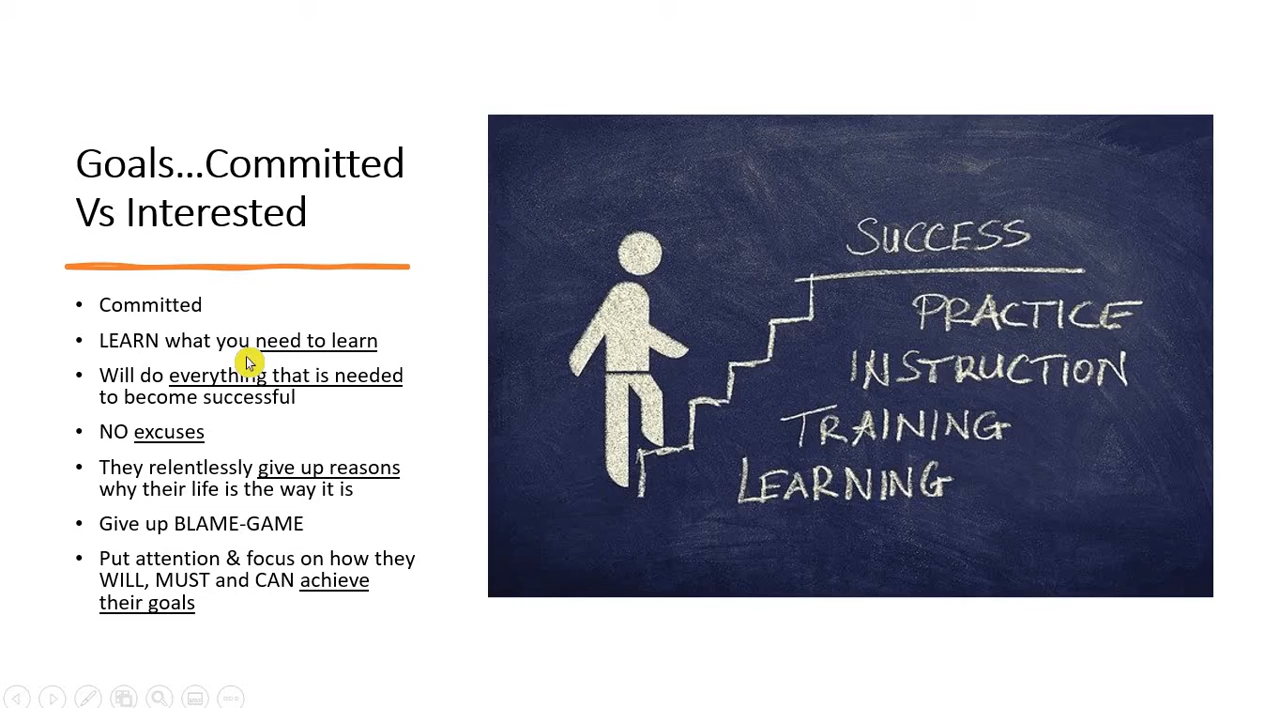 Goals...Committed
Vs Interested
• Committed
• LEARN what you need to learn
• Will do everything that is needed
to become successful
• NO excuses
• They relentlessly give up reasons
why their life is the way it is
• Give up BLAME-GAME
• Put attention & focus on how they
WILL, MUST and CAN achieve
their goals
SUCCESS
PRACTICE
INSTRUCTION
TRAINING
LEARNING